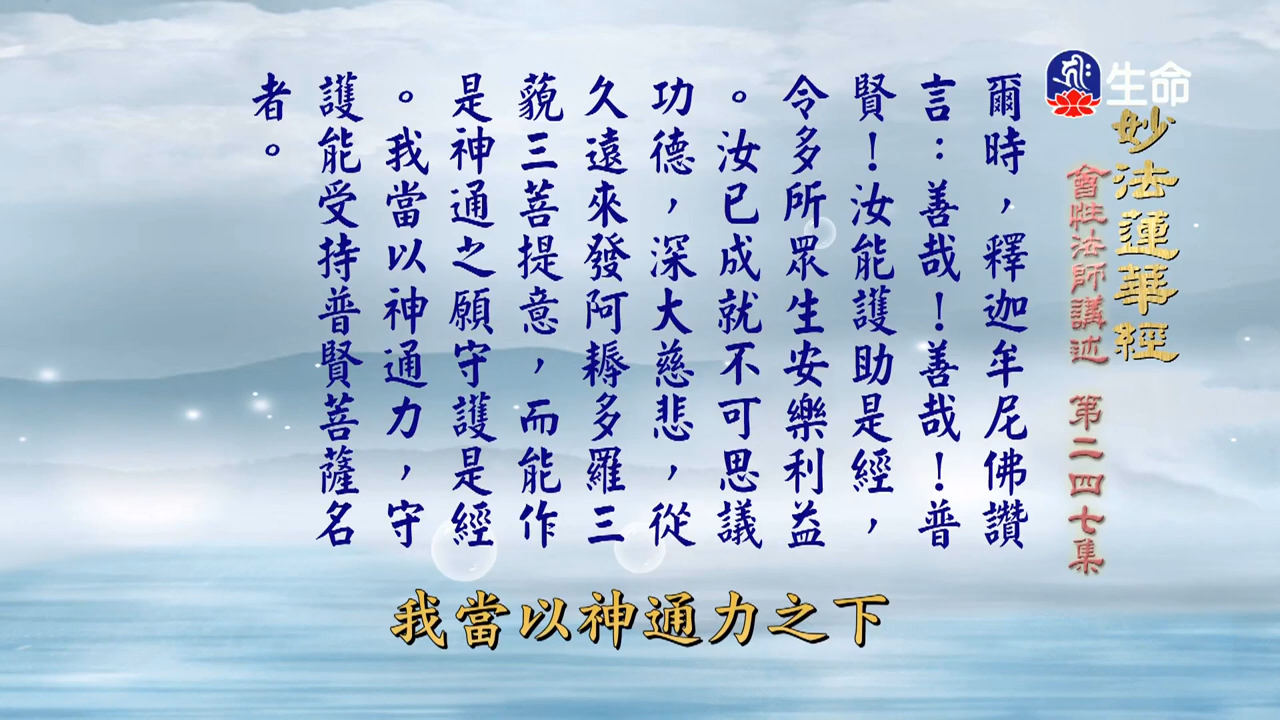 生命
妙法蓮華經
會性法師講述 第二四七集
爾時，釋迦牟尼佛讚
言：善哉！善哉！普
賢！汝能護助是經，
令多所眾生安樂利益
。汝已成就不可思議
功德，深大慈悲，從
久遠來發阿耨多羅三
藐三菩提意，而能作
是神通之願守護是經
。我當以神通力，守
護能受持普賢菩薩名
者。
我當以神通力之下